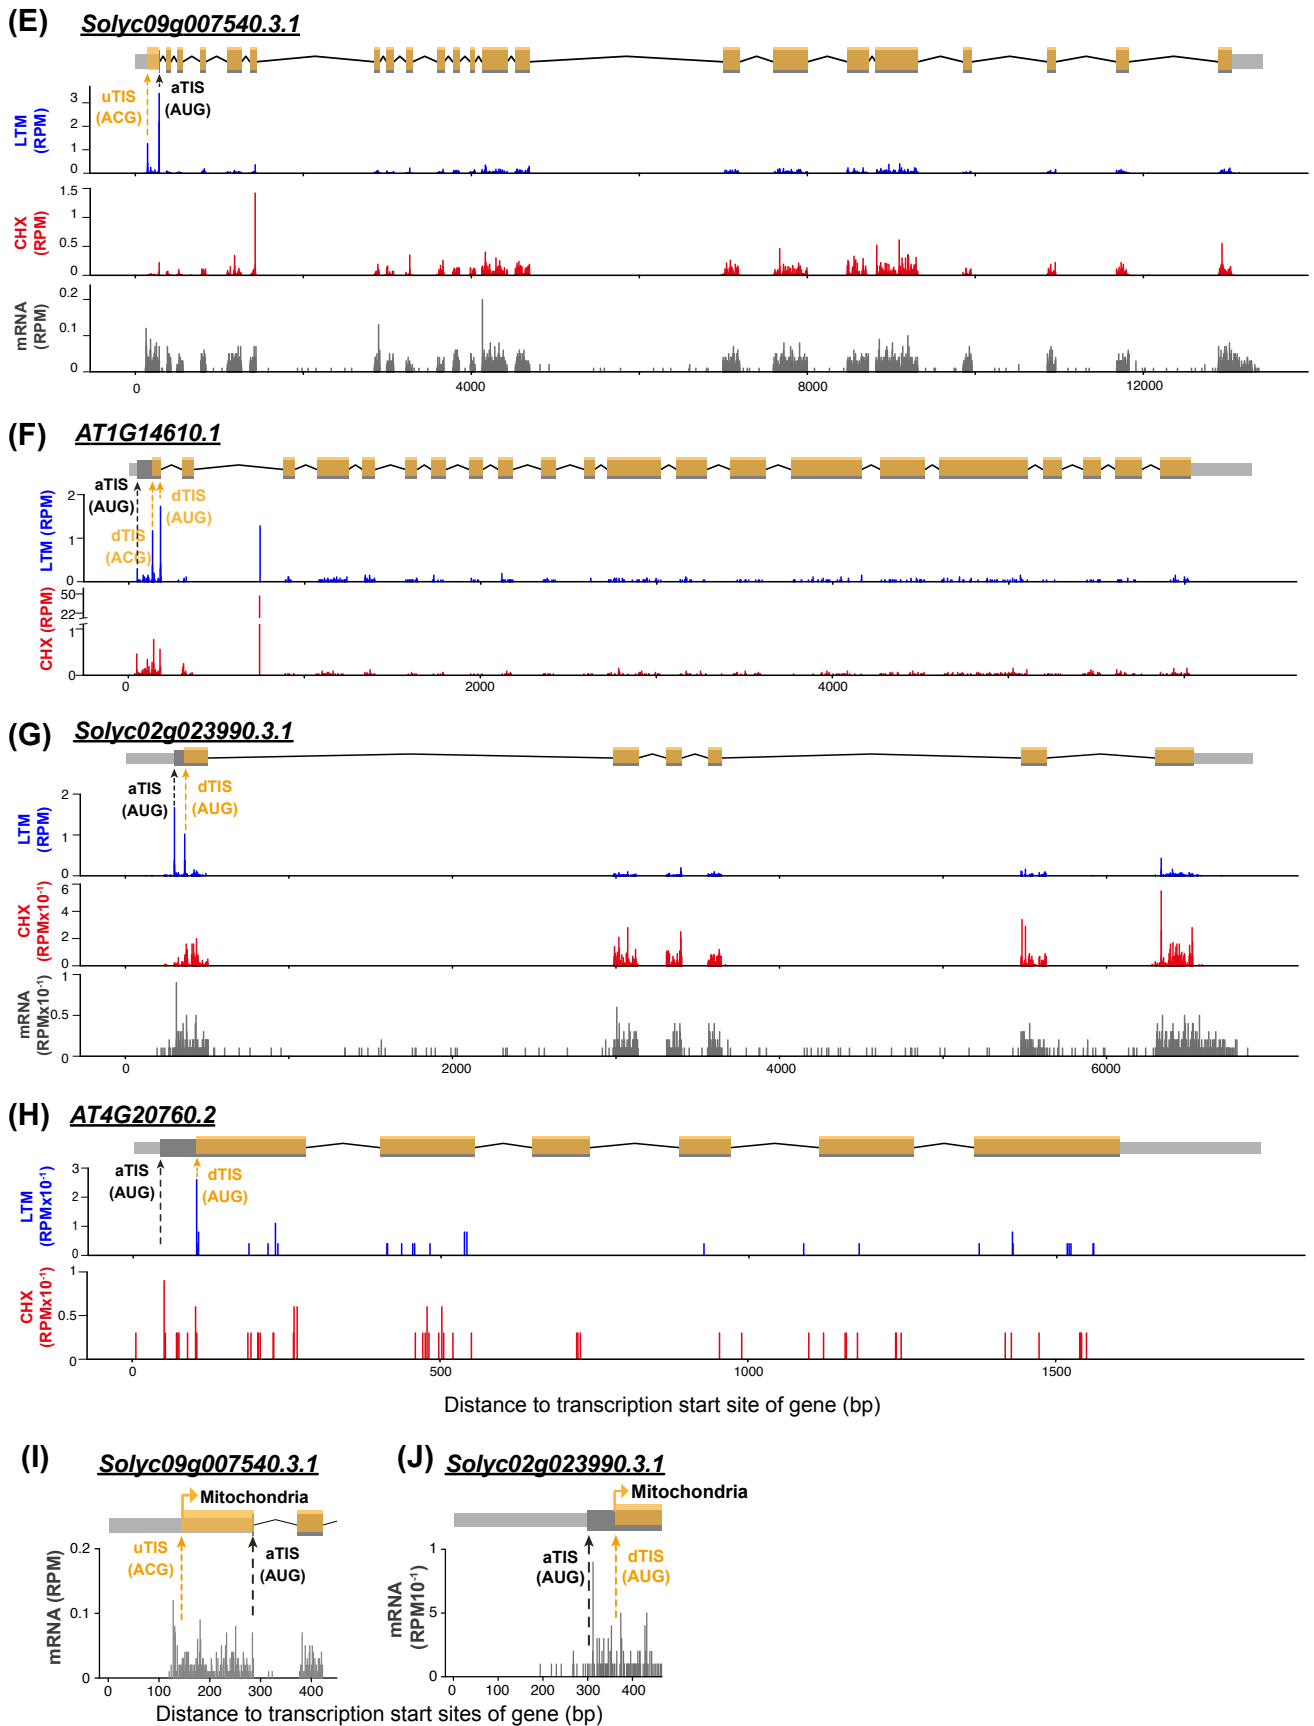 (E) Solyc09g007540.3.1
uTIS
(ACG)
aTIS
(AUG)
LTM
(RPM)
3
2
1
0
CHX
(RPM)
1.5
1
0.5
0
mRNA
(RPM)
0.2
0.1
0
0 4000 8000 12000
(F) AT1G14610.1
aTIS
(AUG)
dTIS
(ACG)
dTIS
(AUG)
LTM (RPM)
2
1
0
CHX (RPM)
50
22
1
0
0 2000 4000
(G) Solyc02g023990.3.1
aTIS
(AUG)
dTIS
(AUG)
LTM
(RPM)
2
1
0
CHX
(RPMx10⁻¹)
6
4
2
0
mRNA
(RPMx10⁻¹)
1
0.5
0
0 2000 4000 6000
(H) AT4G20760.2
aTIS
(AUG)
dTIS
(AUG)
LTM
(RPMx10⁻¹)
3
2
1
0
CHX
(RPMx10⁻¹)
1
0.5
0
0 500 1000 1500
Distance to transcription start site of gene (bp)
(I) Solyc09g007540.3.1
Mitochondria
uTIS
(ACG)
aTIS
(AUG)
mRNA (RPM)
0.2
0.1
0
0 100 200 300 400
(J) Solyc02g023990.3.1
Mitochondria
aTIS
(AUG)
dTIS
(AUG)
mRNA
(RPM10⁻¹)
1
5
0
0 100 200 300 400
Distance to transcription start sites of gene (bp)